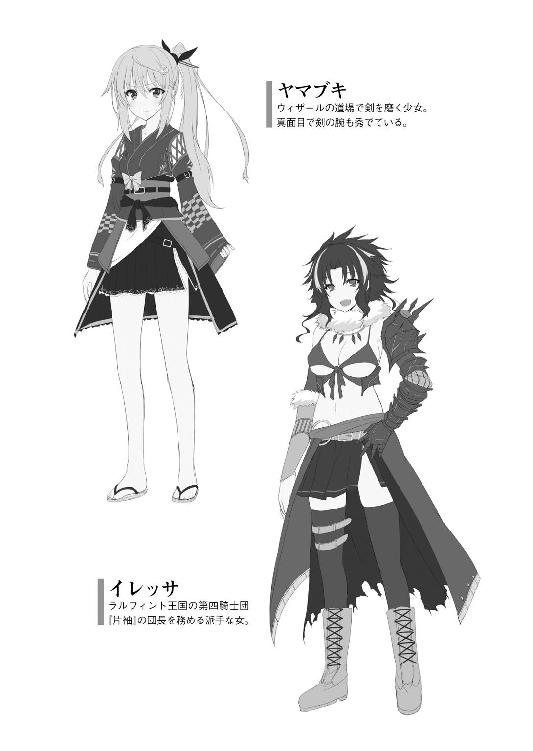 ヤマブキ
ウィザールの道場で剣を磨く少女。
真面目で剣の腕も秀でている。
イレッサ
ラルフィント王国の第四騎士団
『片袖』の団長を務める派手な女。